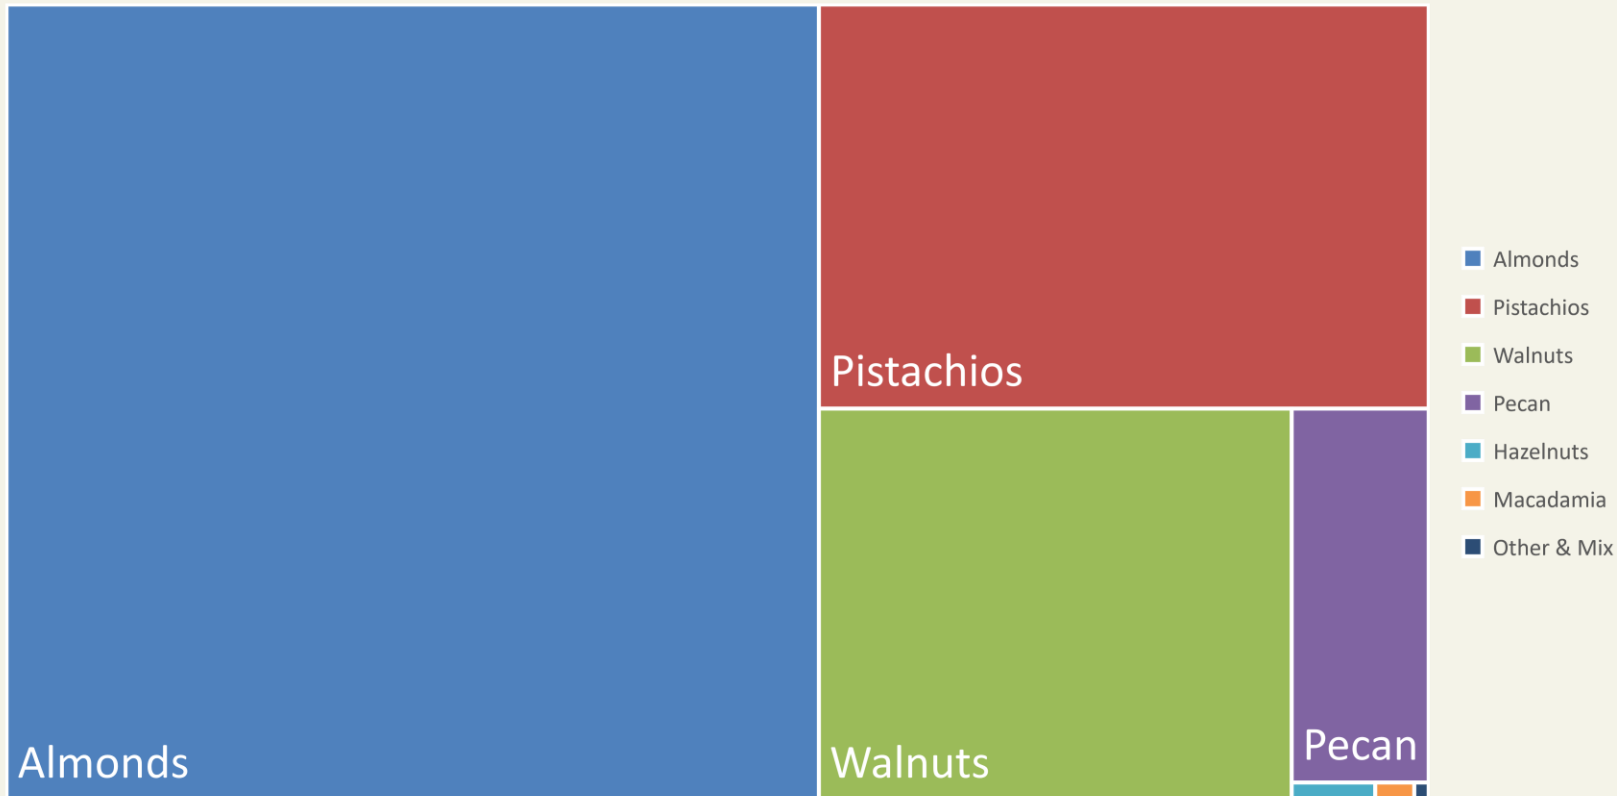 Pistachios
Almonds
Walnuts
Pecan
Almonds
Pistachios
Walnuts
Pecan
Hazelnuts
Macadamia
Other & Mix